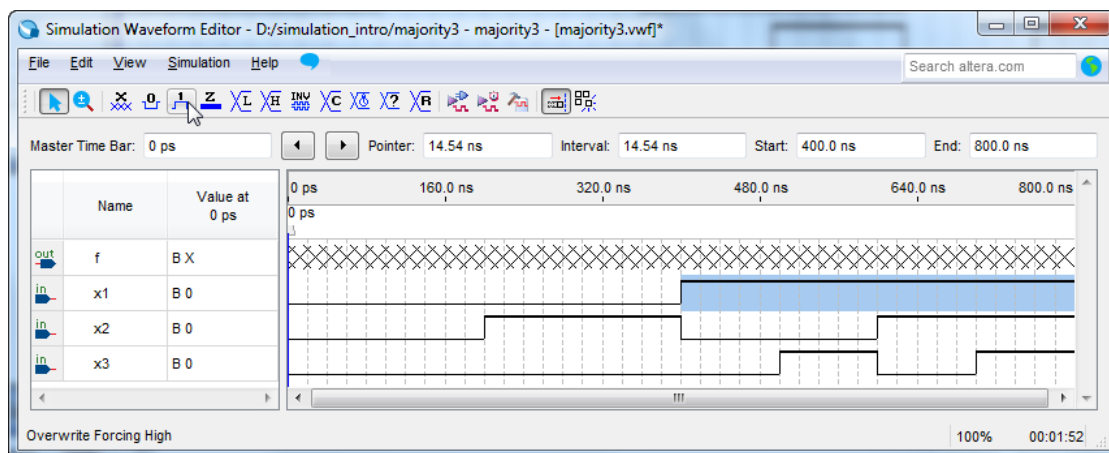 Simulation Waveform Editor - D:/simulation_intro/majority3 - majority3 - [majority3.vwf]*
File Edit View Simulation Help
Search altera.com
X 0 1 Z L H INV C ? R
Master Time Bar: 0 ps Pointer: 14.54 ns Interval: 14.54 ns Start: 400.0 ns End: 800.0 ns
Name Value at 0 ps
0 ps 160.0 ns 320.0 ns 480.0 ns 640.0 ns 800.0 ns
0 ps
out f B X
in x1 B 0
in x2 B 0
in x3 B 0
Overwrite Forcing High 100% 00:01:52